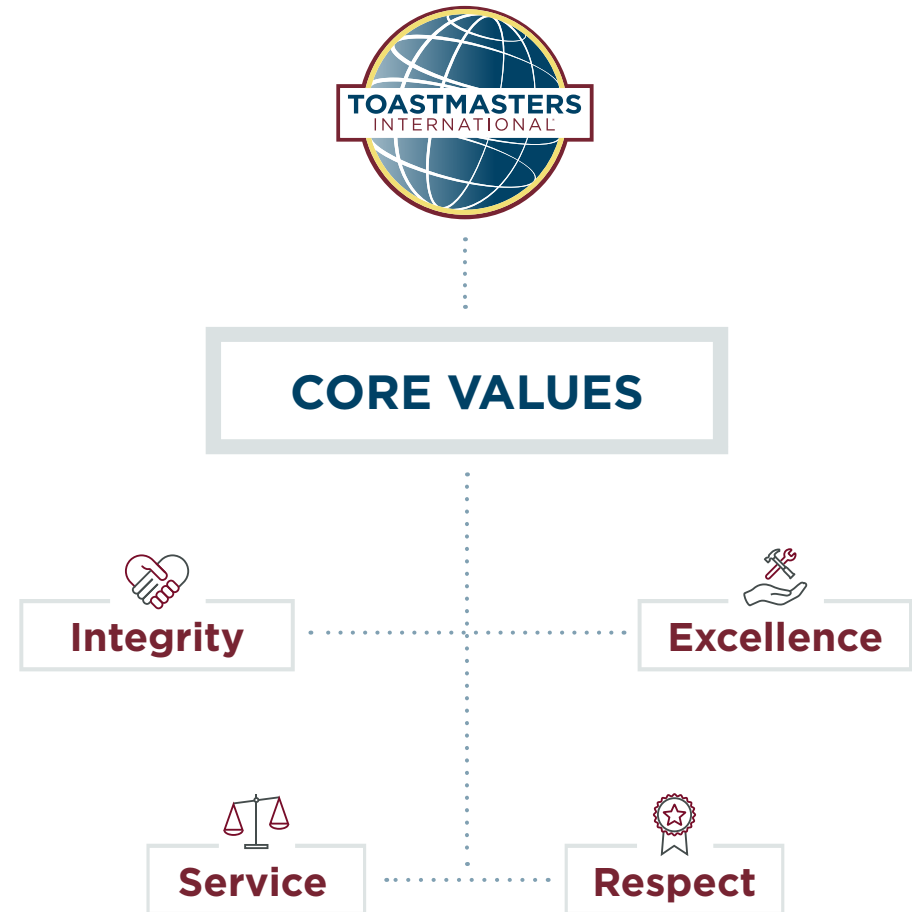 TOASTMASTERS
INTERNATIONAL
CORE VALUES
Integrity
Excellence
Service
Respect